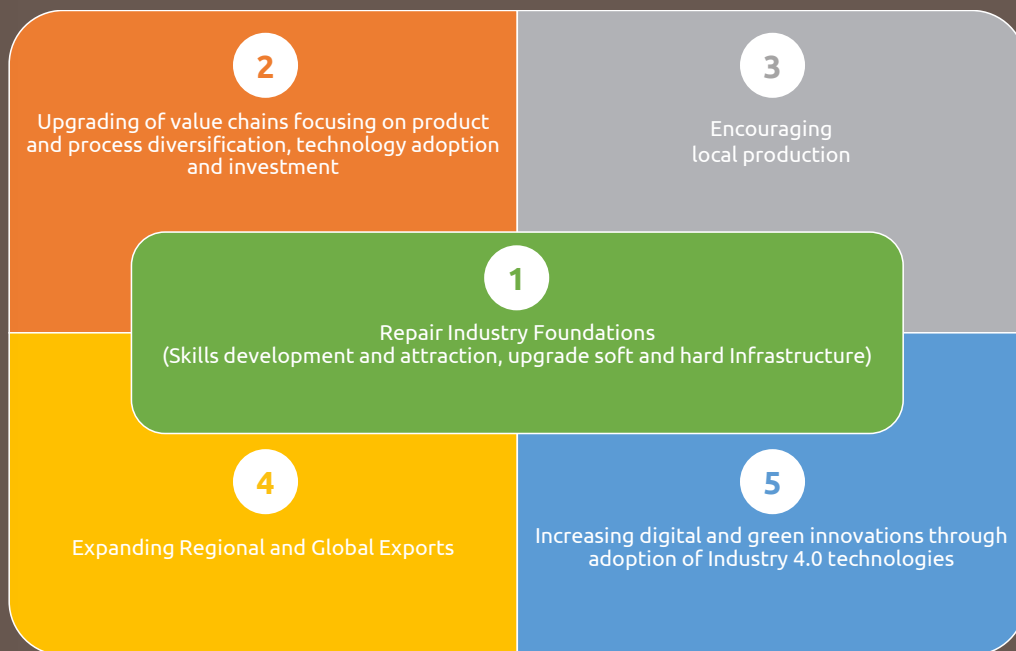 2
Upgrading of value chains focusing on product
and process diversification, technology adoption
and investment
3
Encouraging
local production
1
Repair Industry Foundations
(Skills development and attraction, upgrade soft and hard Infrastructure)
4
Expanding Regional and Global Exports
5
Increasing digital and green innovations through
adoption of Industry 4.0 technologies